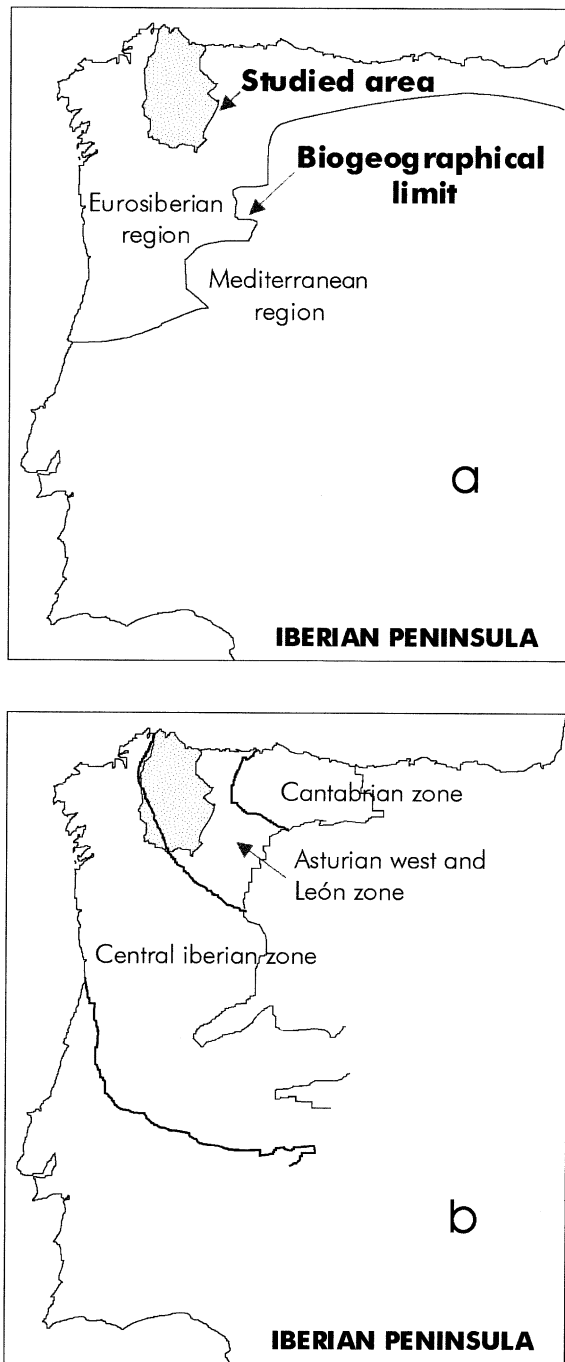 Studied area
Biogeographical
limit
Eurosiberian
region
Mediterranean
region
a
IBERIAN PENINSULA
Cantabrian zone
Asturian west and
León zone
Central iberian zone
b
IBERIAN PENINSULA